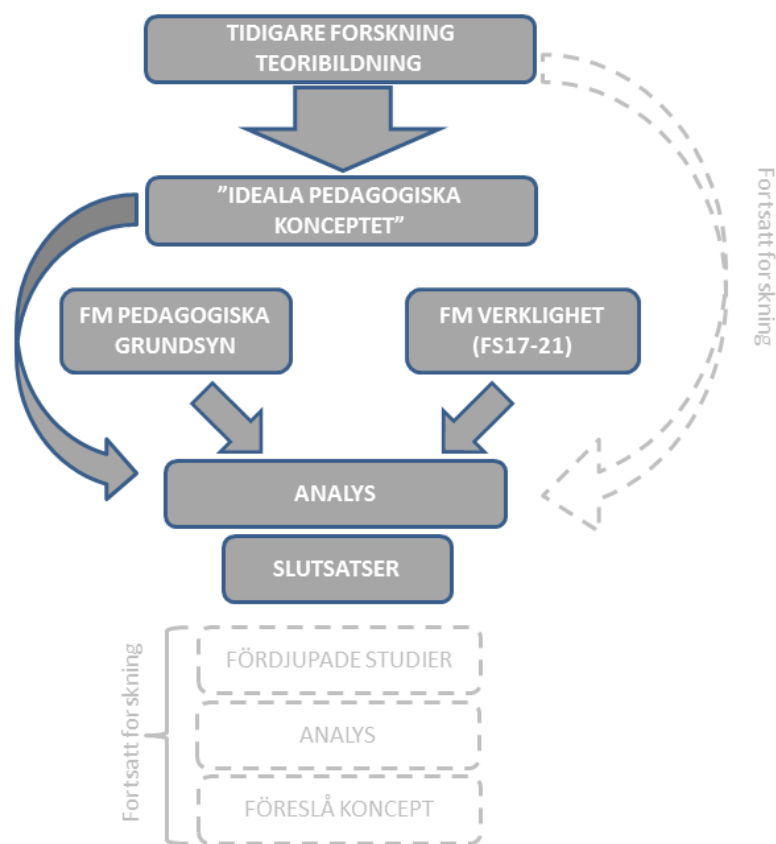 TIDIGARE FORSKNING
TEORIBILDNING
”IDEALA PEDAGOGISKA
KONCEPTET”
Fortsatt forskning
FM PEDAGOGISKA
GRUNDSYN
FM VERKLIGHET
(FS17-21)
ANALYS
SLUTSATSER
Fortsatt forskning
FÖRDJUPADE STUDIER
ANALYS
FÖRESLÅ KONCEPT